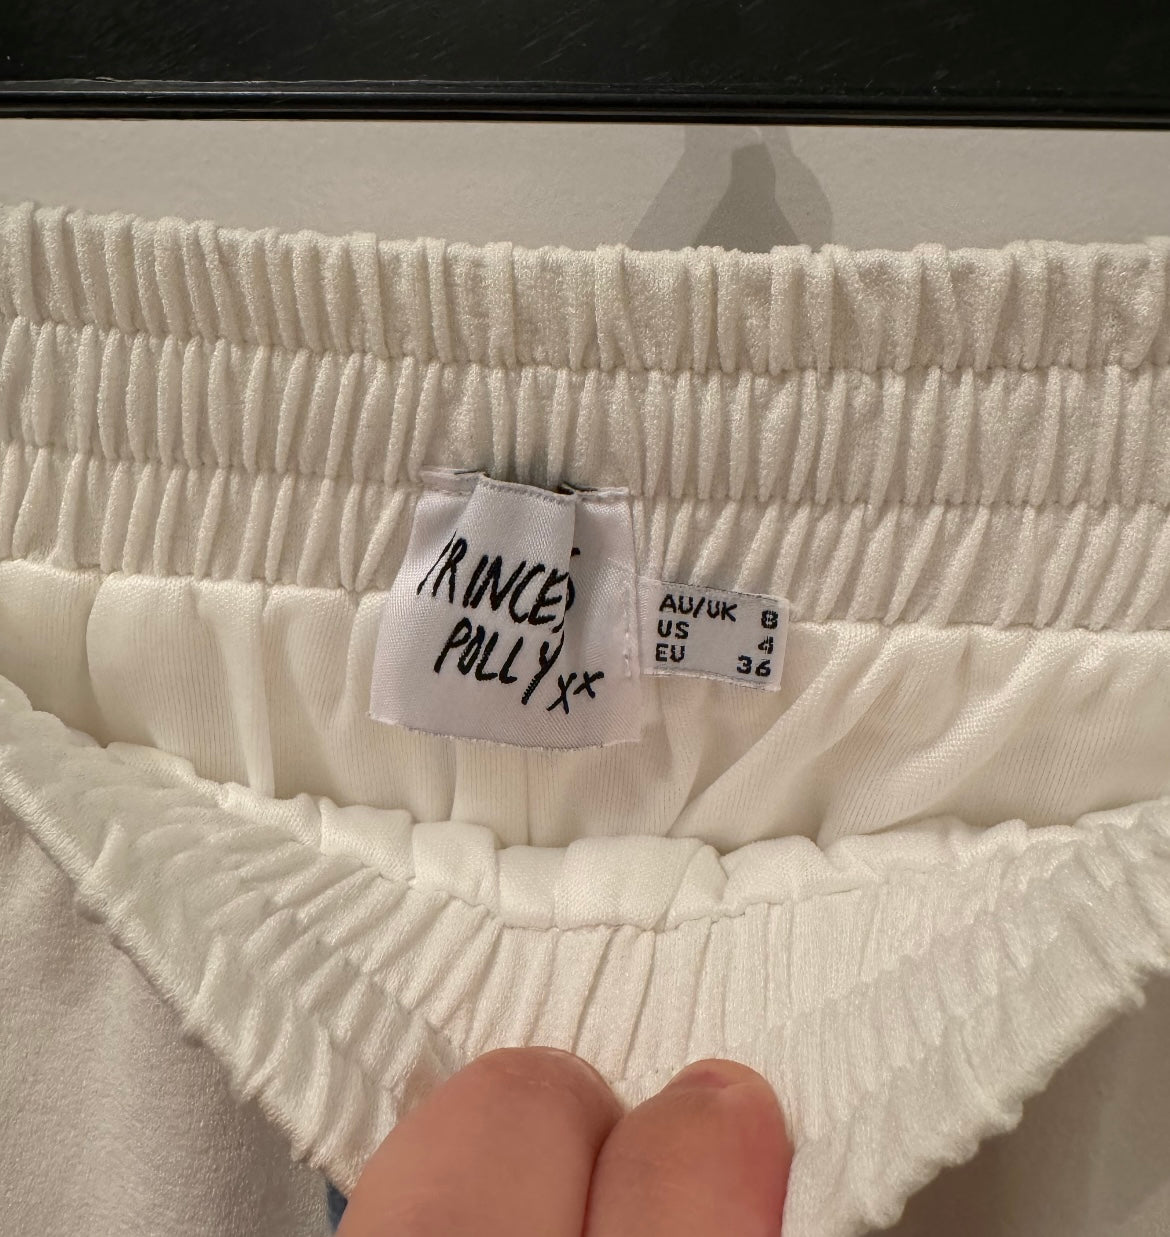 PRINCESS
POLLY xx
AU/UK 8
US 4
EU 36